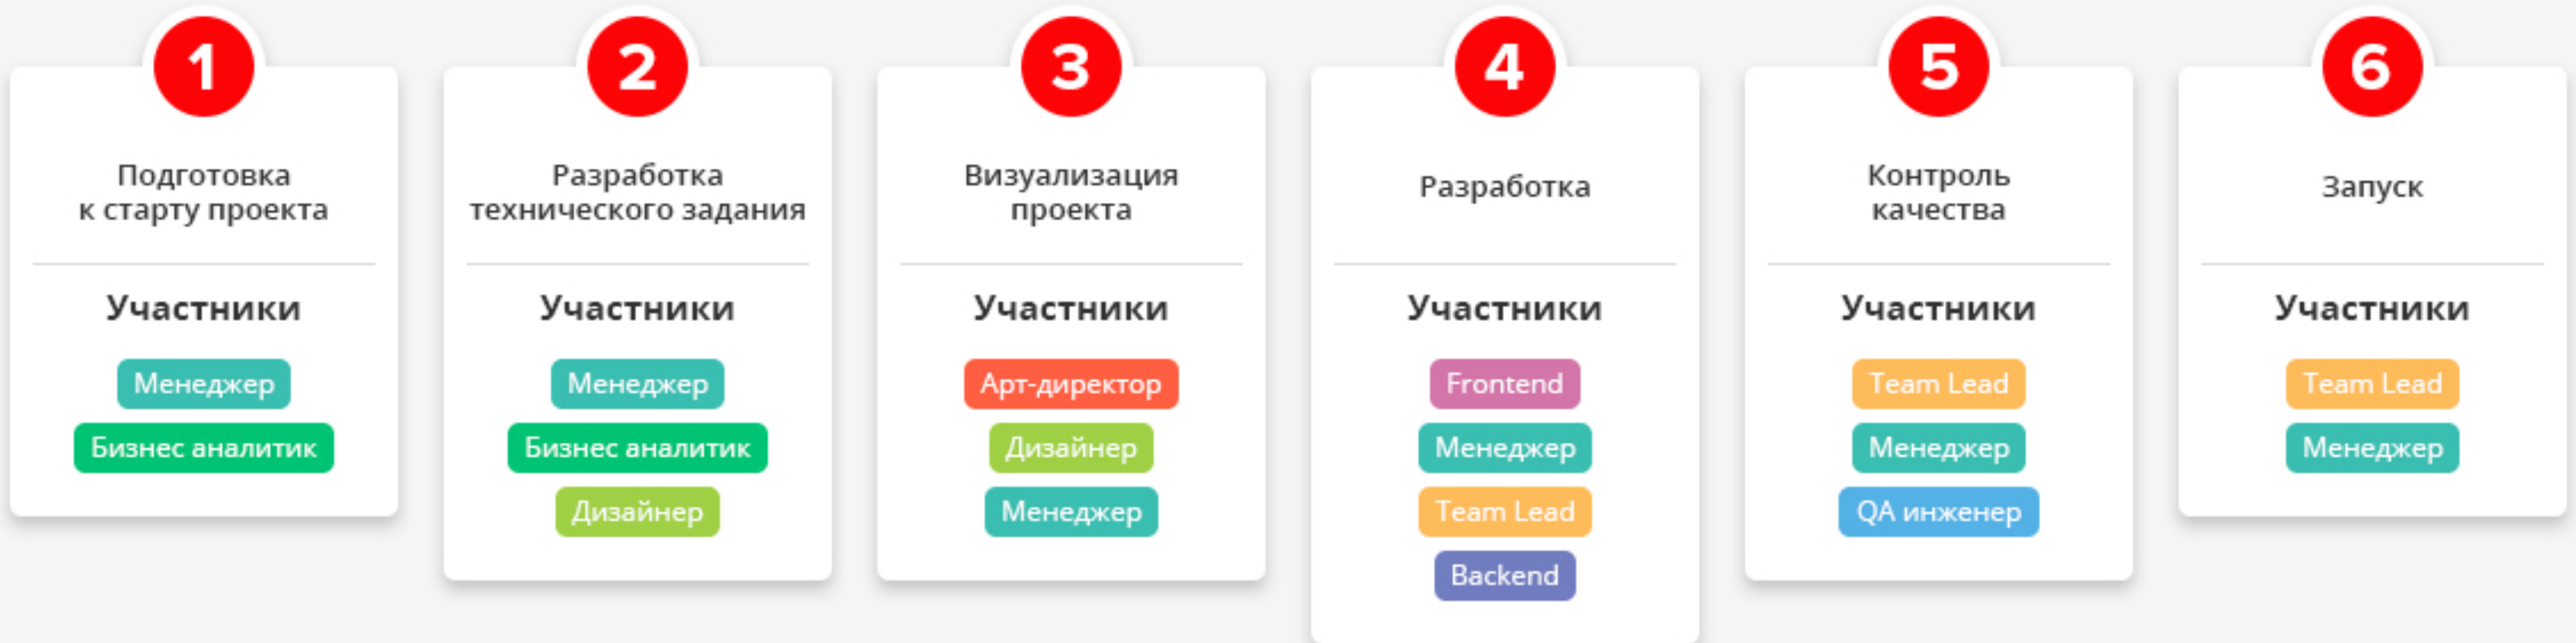 1
Подготовка
к старту проекта
Участники
Менеджер
Бизнес аналитик
2
Разработка
технического задания
Участники
Менеджер
Бизнес аналитик
Дизайнер
3
Визуализация
проекта
Участники
Арт-директор
Дизайнер
Менеджер
4
Разработка
Участники
Frontend
Менеджер
Team Lead
Backend
5
Контроль
качества
Участники
Team Lead
Менеджер
QA инженер
6
Запуск
Участники
Team Lead
Менеджер